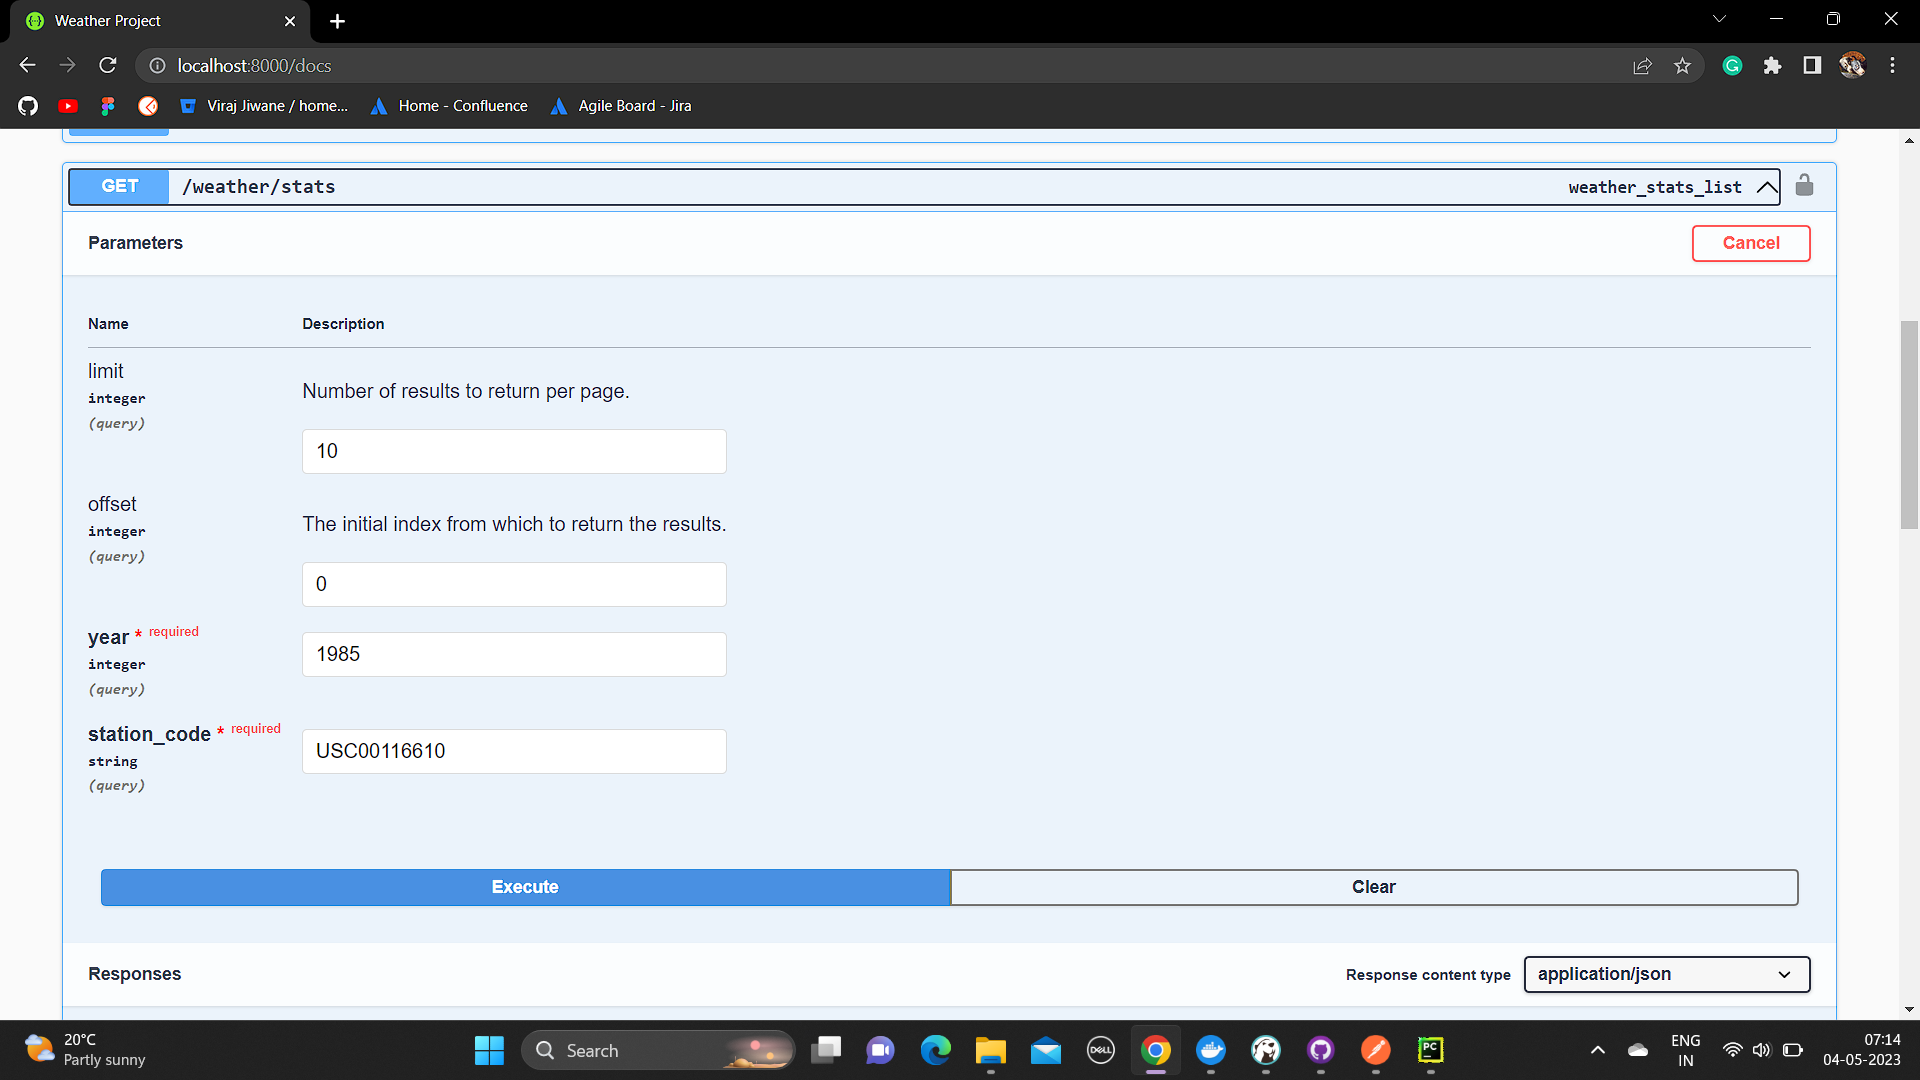 Weather Project
localhost:8000/docs
Viraj Jiwane / home...
Home - Confluence
Agile Board - Jira
GET
/weather/stats
weather_stats_list
Parameters
Cancel
Name
Description
limit
integer
(query)
Number of results to return per page.
10
offset
integer
(query)
The initial index from which to return the results.
0
year * required
integer
(query)
1985
station_code * required
string
(query)
USC00116610
Execute
Clear
Responses
Response content type
application/json
20°C
Partly sunny
Search
DELL
PC
ENG
IN
07:14
04-05-2023